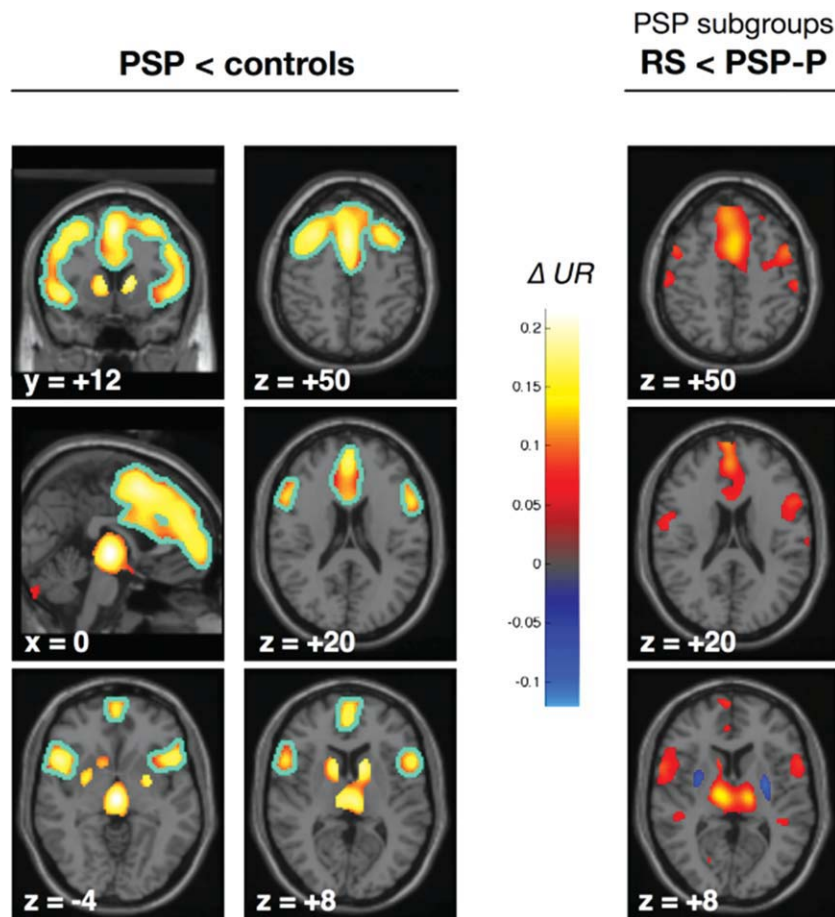 PSP < controls
PSP subgroups
RS < PSP-P
y = +12
z = +50
Δ UR
0.2
0.15
0.1
0.05
0
-0.05
-0.1
z = +50
x = 0
z = +20
z = +20
z = -4
z = +8
z = +8